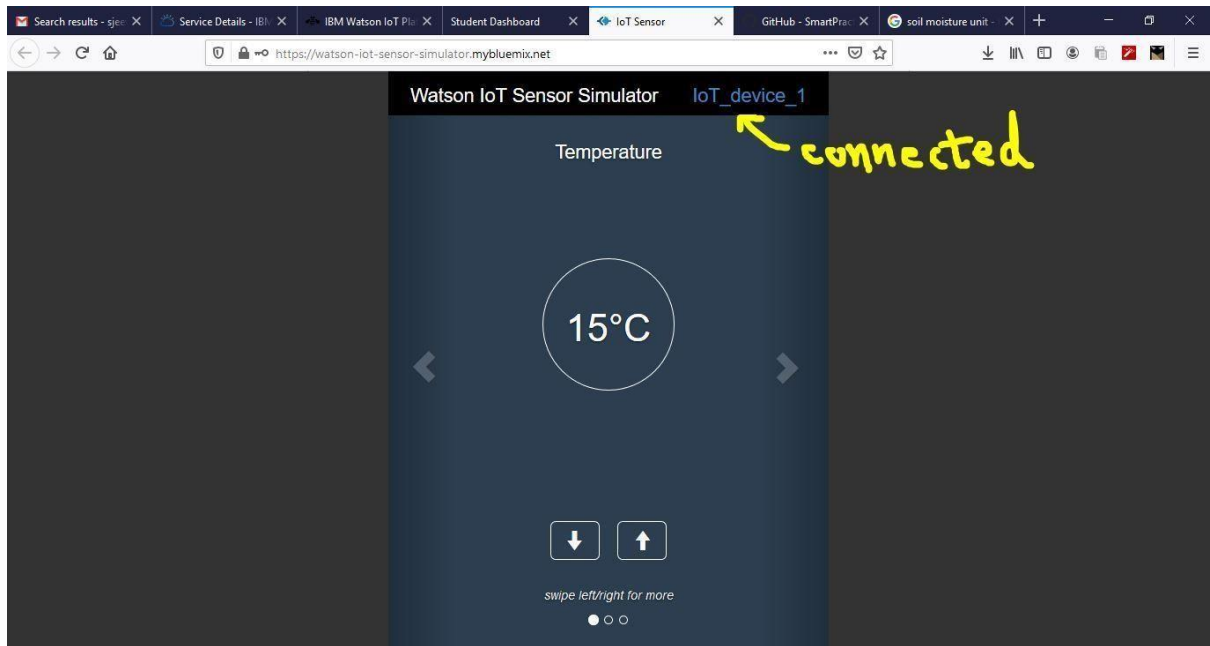 Search results - sjee
Service Details - IBM
IBM Watson IoT Pla
Student Dashboard
IoT Sensor
GitHub - SmartPrac
soil moisture unit -
https://watson-iot-sensor-simulator.mybluemix.net
Watson IoT Sensor Simulator IoT_device_1
connected
Temperature
15°C
swipe left/right for more